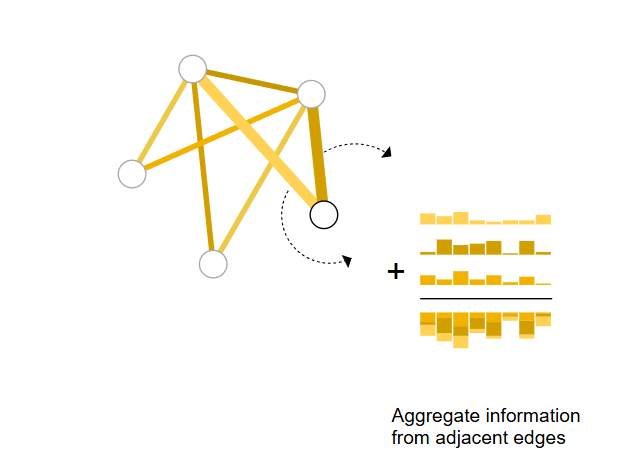 +
Aggregate information
from adjacent edges